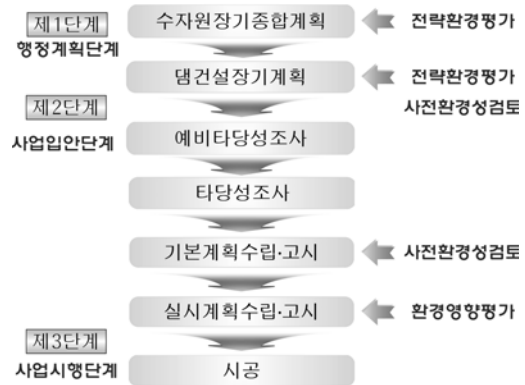 제1단계
행정계획단계
수자원장기종합계획
전략환경평가
댐건설장기계획
전략환경평가
사전환경성검토
제2단계
사업입안단계
예비타당성조사
타당성조사
기본계획수립·고시
사전환경성검토
실시계획수립·고시
환경영향평가
제3단계
사업시행단계
시공